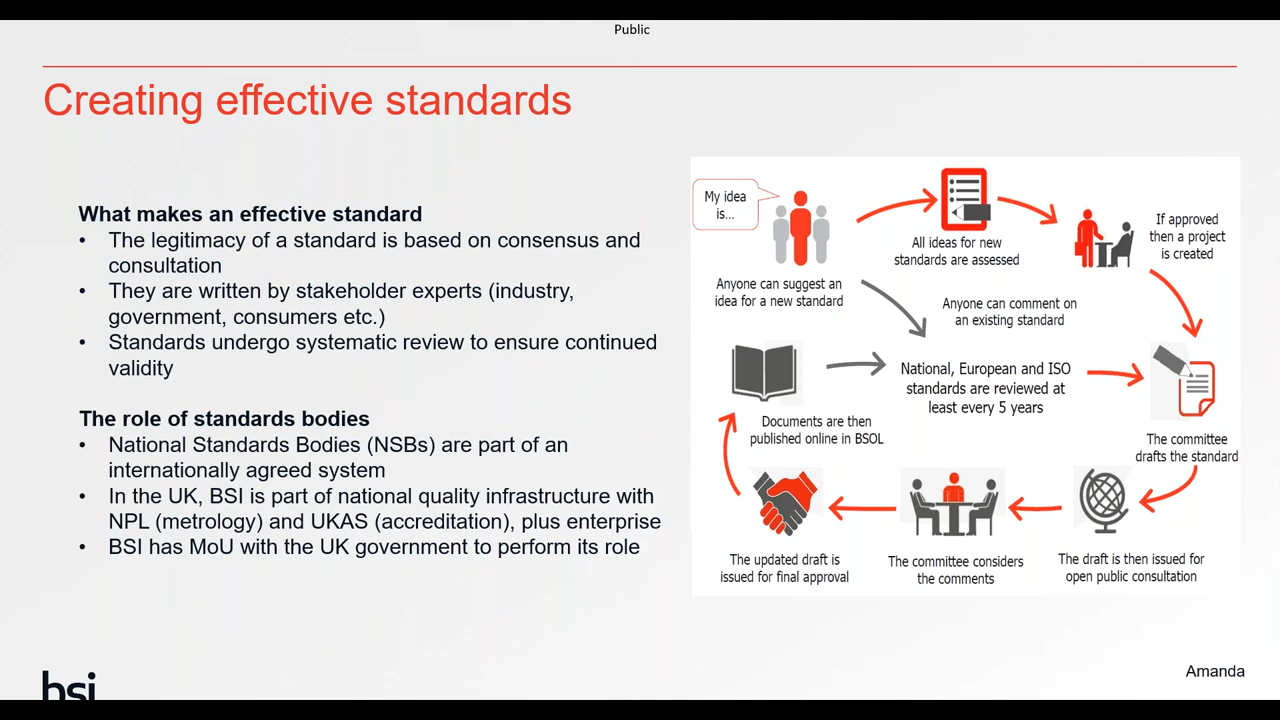 Public
Creating effective standards
What makes an effective standard
• The legitimacy of a standard is based on consensus and
consultation
• They are written by stakeholder experts (industry,
government, consumers etc.)
• Standards undergo systematic review to ensure continued
validity
The role of standards bodies
• National Standards Bodies (NSBs) are part of an
internationally agreed system
• In the UK, BSI is part of national quality infrastructure with
NPL (metrology) and UKAS (accreditation), plus enterprise
• BSI has MoU with the UK government to perform its role
My idea
is...
Anyone can suggest an
idea for a new standard
All ideas for new
standards are assessed
If approved
then a project
is created
Anyone can comment on
an existing standard
National, European and ISO
standards are reviewed at
least every 5 years
The committee
drafts the standard
The draft is then issued for
open public consultation
The committee considers
the comments
The updated draft is
issued for final approval
Documents are then
published online in BSOL
bsi
Amanda